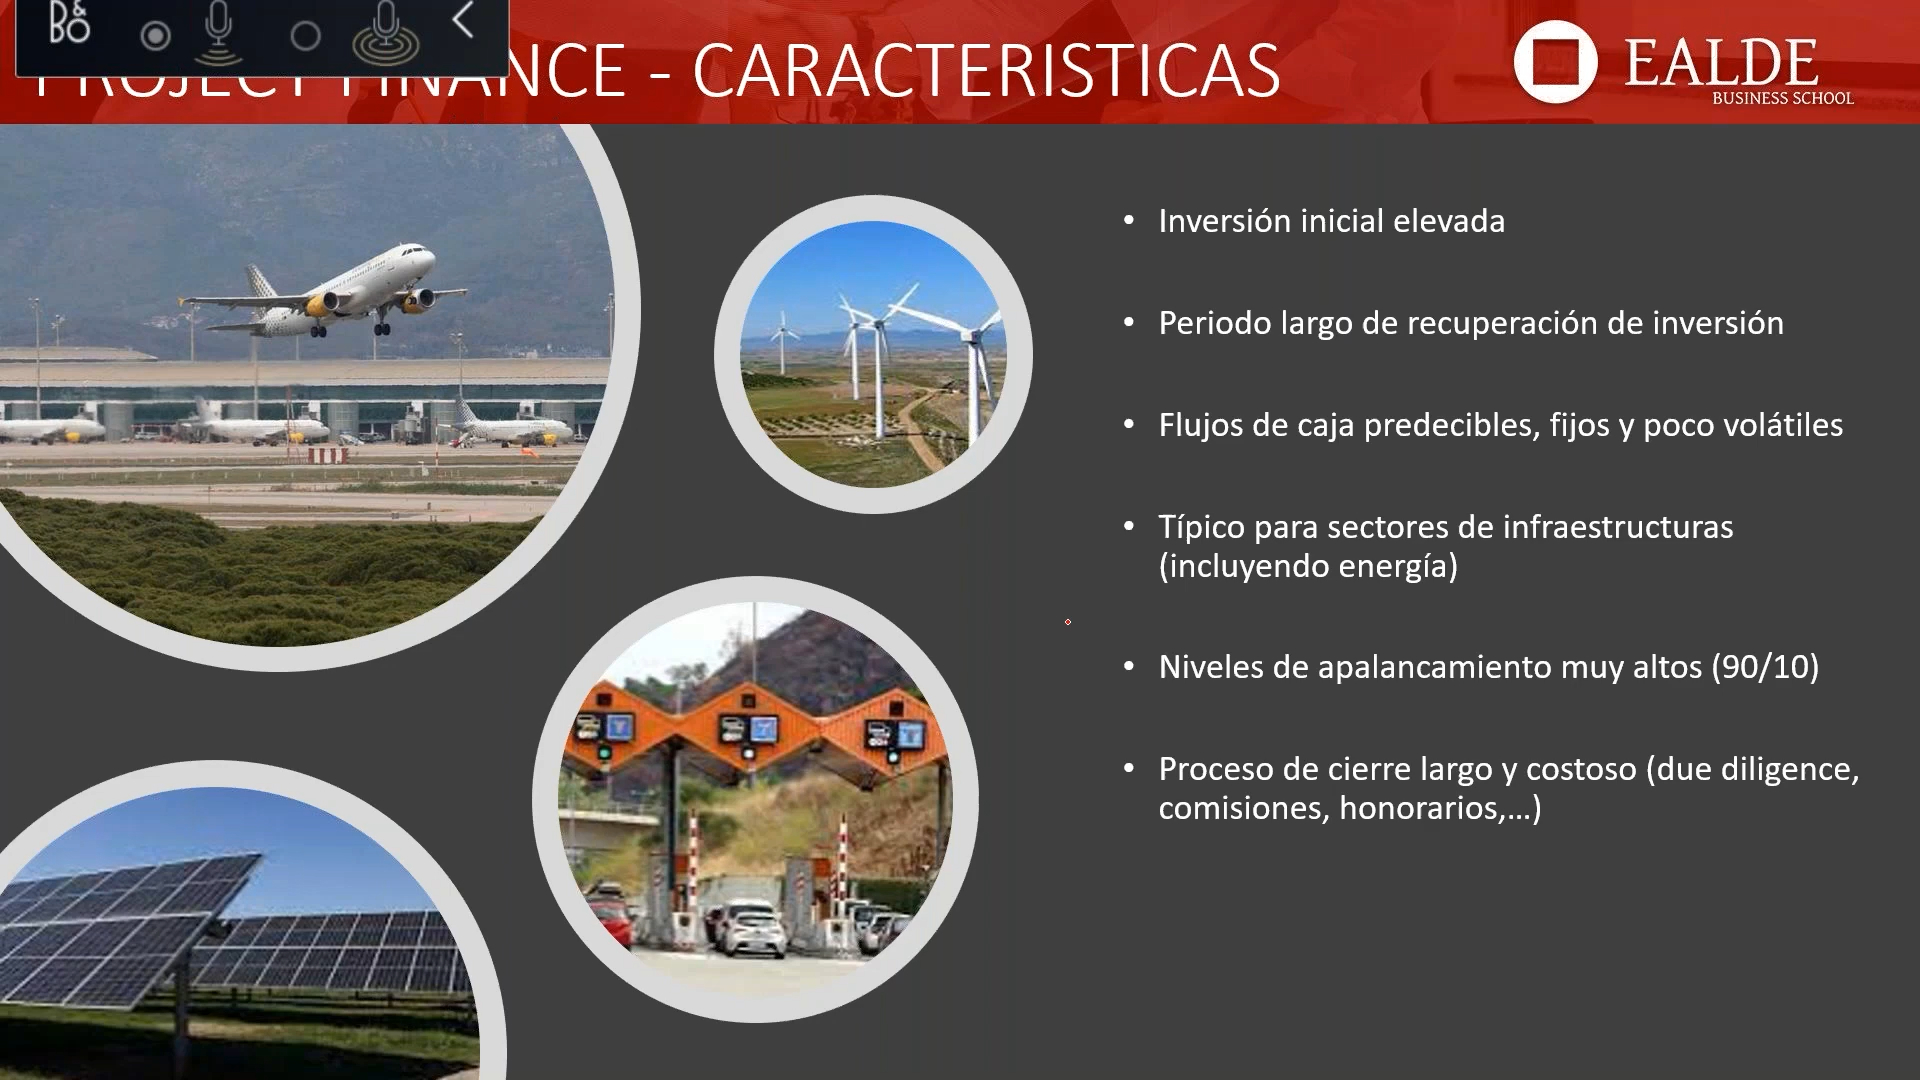 B&O
PROJECT FINANCE - CARACTERISTICAS
EALDE
BUSINESS SCHOOL
• Inversión inicial elevada
• Periodo largo de recuperación de inversión
• Flujos de caja predecibles, fijos y poco volátiles
• Típico para sectores de infraestructuras
(incluyendo energía)
• Niveles de apalancamiento muy altos (90/10)
• Proceso de cierre largo y costoso (due diligence,
comisiones, honorarios,...)